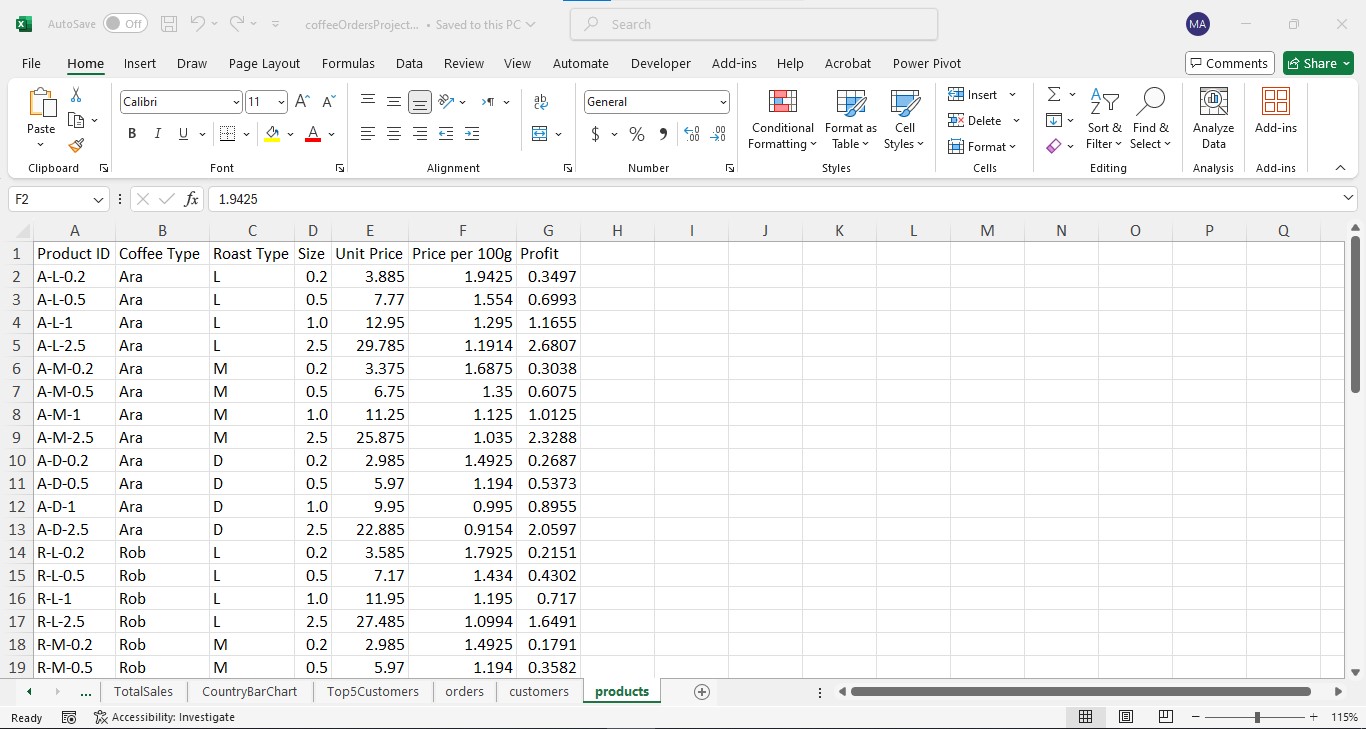 AutoSave Off coffeeOrdersProject... • Saved to this PC Search MA
File Home Insert Draw Page Layout Formulas Data Review View Automate Developer Add-ins Help Acrobat Power Pivot Comments Share
Paste Calibri 11 General Conditional Formatting Format as Table Cell Styles Insert Delete Format Sort & Filter Find & Select Analyze Data Add-ins
Clipboard Font Alignment Number Styles Cells Editing Analysis Add-ins
F2 fx 1.9425
A B C D E F G H I J K L M N O P Q
1 Product ID Coffee Type Roast Type Size Unit Price Price per 100g Profit
2 A-L-0.2 Ara L 0.2 3.885 1.9425 0.3497
3 A-L-0.5 Ara L 0.5 7.77 1.554 0.6993
4 A-L-1 Ara L 1.0 12.95 1.295 1.1655
5 A-L-2.5 Ara L 2.5 29.785 1.1914 2.6807
6 A-M-0.2 Ara M 0.2 3.375 1.6875 0.3038
7 A-M-0.5 Ara M 0.5 6.75 1.35 0.6075
8 A-M-1 Ara M 1.0 11.25 1.125 1.0125
9 A-M-2.5 Ara M 2.5 25.875 1.035 2.3288
10 A-D-0.2 Ara D 0.2 2.985 1.4925 0.2687
11 A-D-0.5 Ara D 0.5 5.97 1.194 0.5373
12 A-D-1 Ara D 1.0 9.95 0.995 0.8955
13 A-D-2.5 Ara D 2.5 22.885 0.9154 2.0597
14 R-L-0.2 Rob L 0.2 3.585 1.7925 0.2151
15 R-L-0.5 Rob L 0.5 7.17 1.434 0.4302
16 R-L-1 Rob L 1.0 11.95 1.195 0.717
17 R-L-2.5 Rob L 2.5 27.485 1.0994 1.6491
18 R-M-0.2 Rob M 0.2 2.985 1.4925 0.1791
19 R-M-0.5 Rob M 0.5 5.97 1.194 0.3582
... TotalSales CountryBarChart Top5Customers orders customers products
Ready Accessibility: Investigate 115%